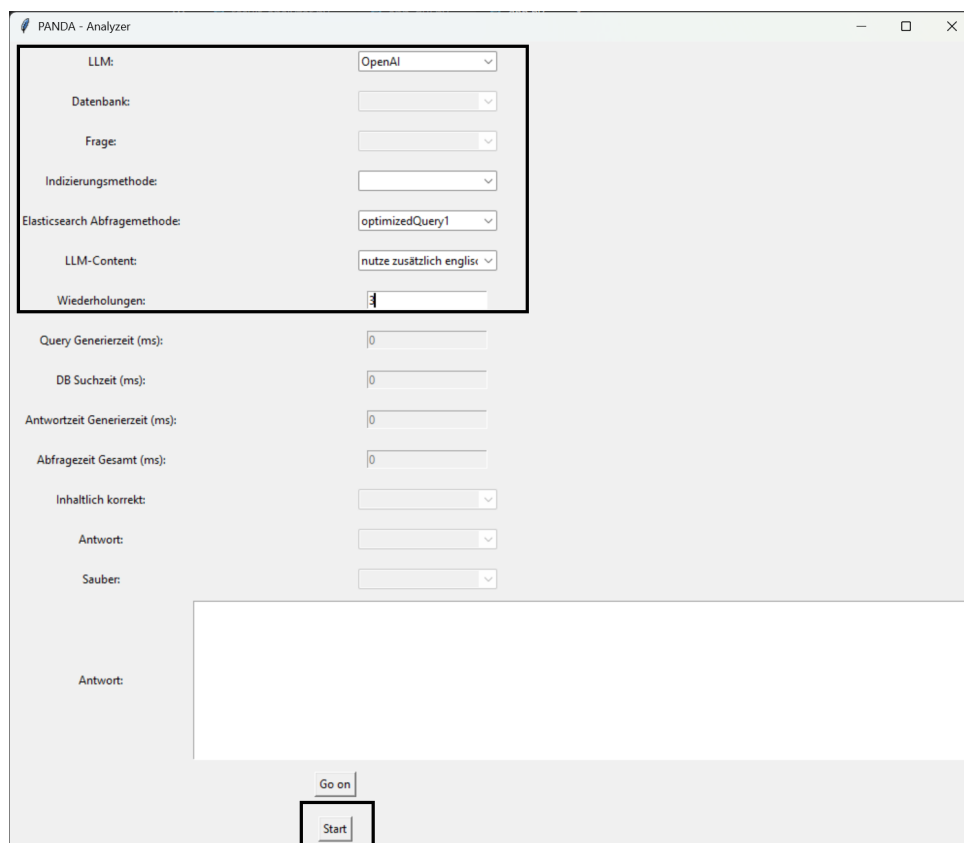 PANDA - Analyzer
LLM: OpenAI
Datenbank:
Frage:
Indizierungsmethode:
Elasticsearch Abfragemethode: optimizedQuery1
LLM-Content: nutze zusätzlich englisc
Wiederholungen: 3
Query Generierzeit (ms): 0
DB Suchzeit (ms): 0
Antwortzeit Generierzeit (ms): 0
Abfragezeit Gesamt (ms): 0
Inhaltlich korrekt:
Antwort:
Sauber:
Antwort:
Go on
Start